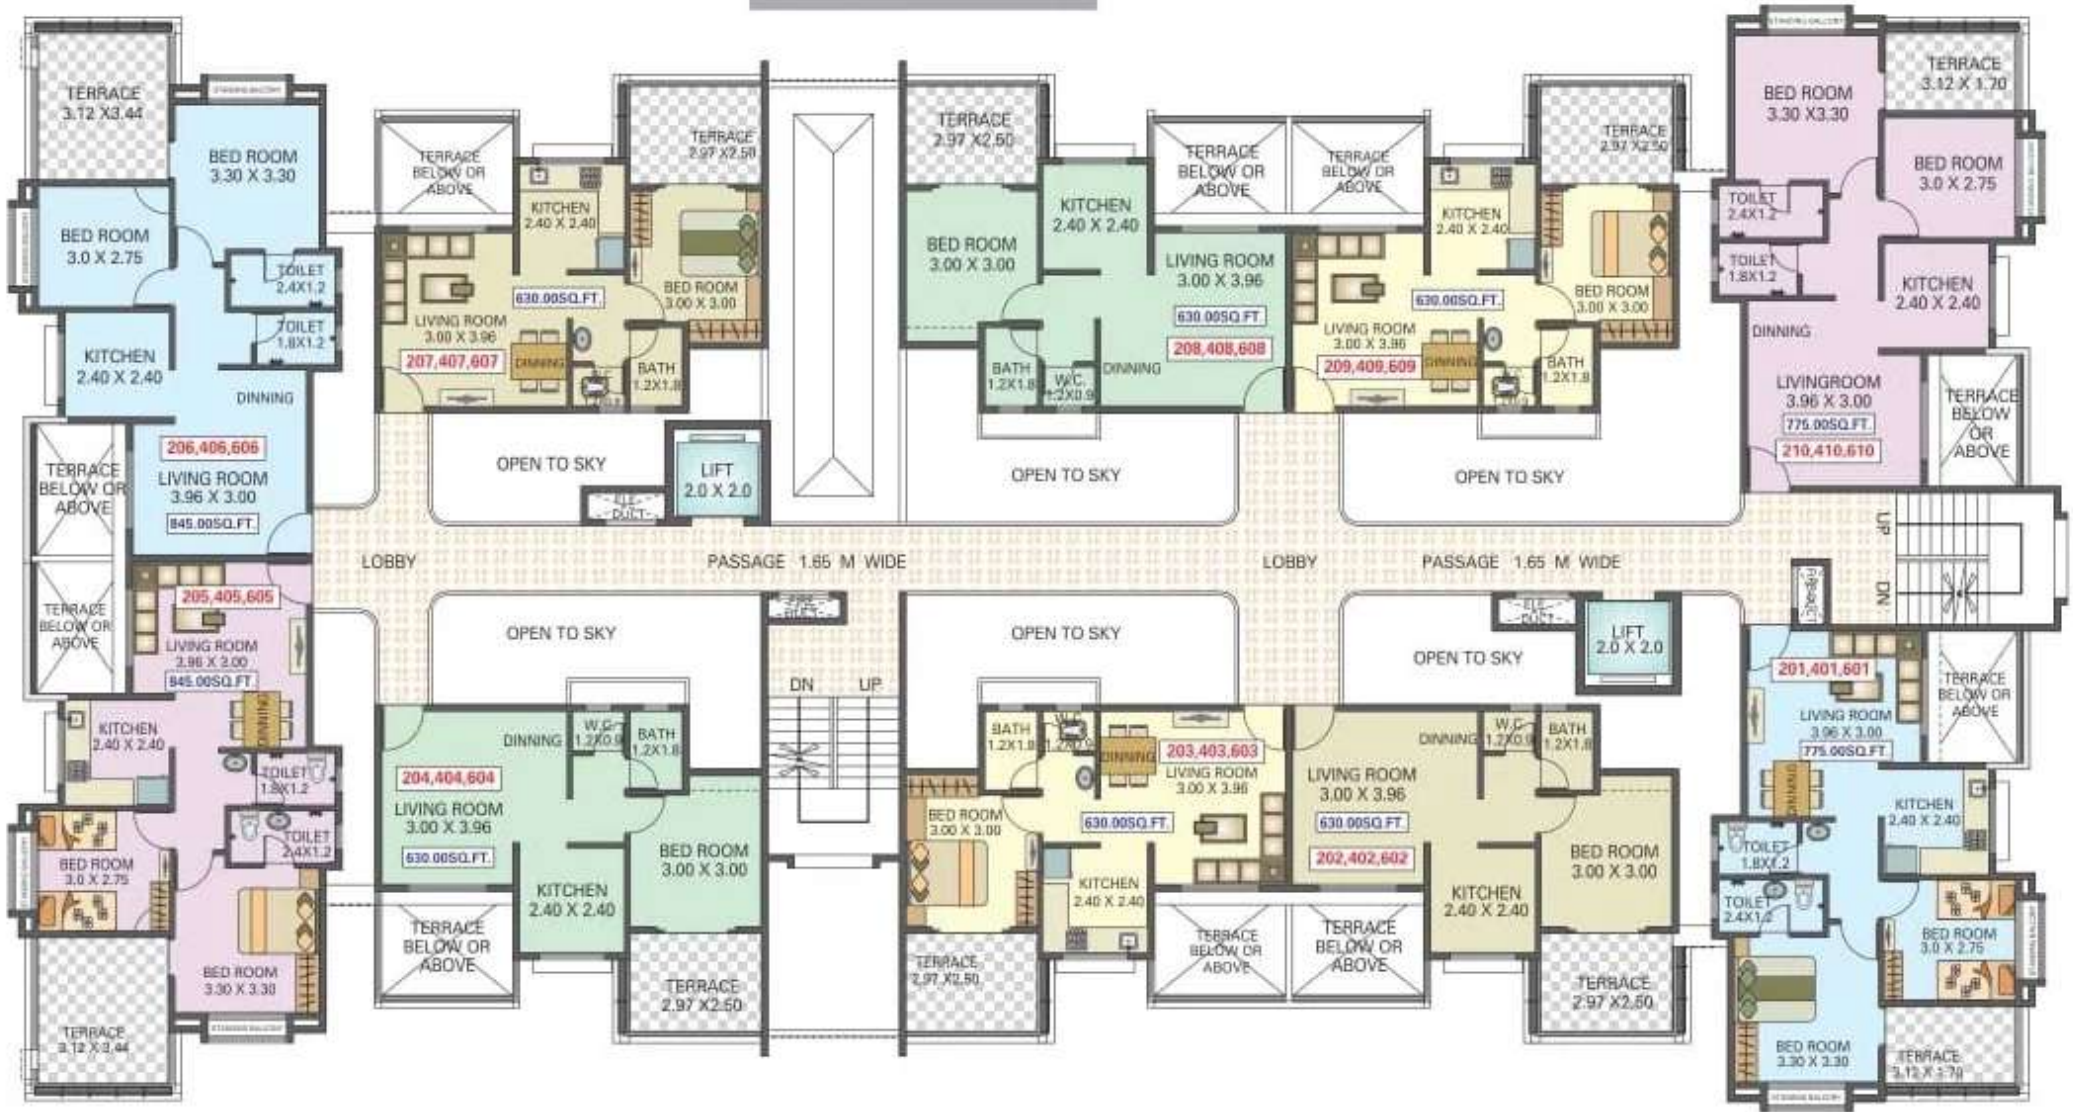 TERRACE
3.12 X3.44
BED ROOM
3.30 X 3.30
BED ROOM
3.0 X 2.75
TOILET
2.4X1.2
TOILET
1.8X1.2
KITCHEN
2.40 X 2.40
DINNING
206,406,606
LIVING ROOM
3.96 X 3.00
845.00SQ.FT.
TERRACE
BELOW OR
ABOVE
TERRACE
BELOW OR
ABOVE
TERRACE
BELOW OR
ABOVE
KITCHEN
2.40 X 2.40
TERRACE
2.97 X2.50
BED ROOM
3.00 X 3.00
630.00SQ.FT.
LIVING ROOM
3.00 X 3.96
207,407,607
DINNING
BATH
1.2X1.8
OPEN TO SKY
ELE
DUCT
LIFT
2.0 X 2.0
TERRACE
2.97 X2.50
BED ROOM
3.00 X 3.00
KITCHEN
2.40 X 2.40
TERRACE
BELOW OR
ABOVE
LIVING ROOM
3.00 X 3.96
630.00SQ.FT.
208,408,608
DINNING
BATH
1.2X1.8
W.C.
1.2X0.9
OPEN TO SKY
TERRACE
BELOW OR
ABOVE
KITCHEN
2.40 X 2.40
TERRACE
2.97 X2.50
BED ROOM
3.00 X 3.00
630.00SQ.FT.
LIVING ROOM
3.00 X 3.96
209,409,609
DINNING
BATH
1.2X1.8
OPEN TO SKY
BED ROOM
3.30 X3.30
TERRACE
3.12 X 1.70
BED ROOM
3.0 X 2.75
TOILET
2.4X1.2
TOILET
1.8X1.2
KITCHEN
2.40 X 2.40
DINNING
LIVINGROOM
3.96 X 3.00
775.00SQ.FT.
210,410,610
TERRACE
BELOW
OR
ABOVE
UP
DN
LOBBY
PASSAGE 1.65 M WIDE
LOBBY
PASSAGE 1.65 M WIDE
205,405,605
LIVING ROOM
3.96 X 3.00
845.00SQ.FT.
DINNING
KITCHEN
2.40 X 2.40
TOILET
1.8X1.2
TOILET
2.4X1.2
BED ROOM
3.0 X 2.75
BED ROOM
3.30 X 3.30
TERRACE
3.12 X 3.44
OPEN TO SKY
DINNING
W.C.
1.2X0.9
BATH
1.2X1.8
204,404,604
LIVING ROOM
3.00 X 3.96
630.00SQ.FT.
KITCHEN
2.40 X 2.40
BED ROOM
3.00 X 3.00
TERRACE
BELOW OR
ABOVE
TERRACE
2.97 X2.50
DN
UP
OPEN TO SKY
BATH
1.2X1.8
W.C.
1.2X0.9
DINNING
203,403,603
LIVING ROOM
3.00 X 3.96
630.00SQ.FT.
BED ROOM
3.00 X 3.00
KITCHEN
2.40 X 2.40
TERRACE
2.97 X2.50
TERRACE
BELOW OR
ABOVE
OPEN TO SKY
ELE
DUCT
LIFT
2.0 X 2.0
DINNING
W.C.
1.2X0.9
BATH
1.2X1.8
LIVING ROOM
3.00 X 3.96
630.00SQ.FT.
202,402,602
KITCHEN
2.40 X 2.40
BED ROOM
3.00 X 3.00
TERRACE
BELOW OR
ABOVE
TERRACE
2.97 X2.50
201,401,601
LIVING ROOM
3.96 X 3.00
775.00SQ.FT
DINNING
TERRACE
BELOW OR
ABOVE
KITCHEN
2.40 X 2.40
TOILET
1.8X1.2
TOILET
2.4X1.2
BED ROOM
3.0 X 2.75
BED ROOM
3.30 X 3.30
TERRACE
3.12 X 1.70